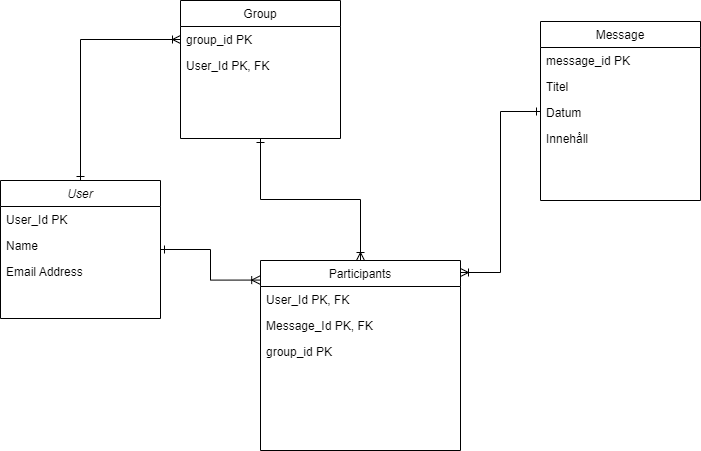 Group
group_id PK
User_Id PK, FK
Message
message_id PK
Titel
Datum
Innehåll
User
User_Id PK
Name
Email Address
Participants
User_Id PK, FK
Message_Id PK, FK
group_id PK